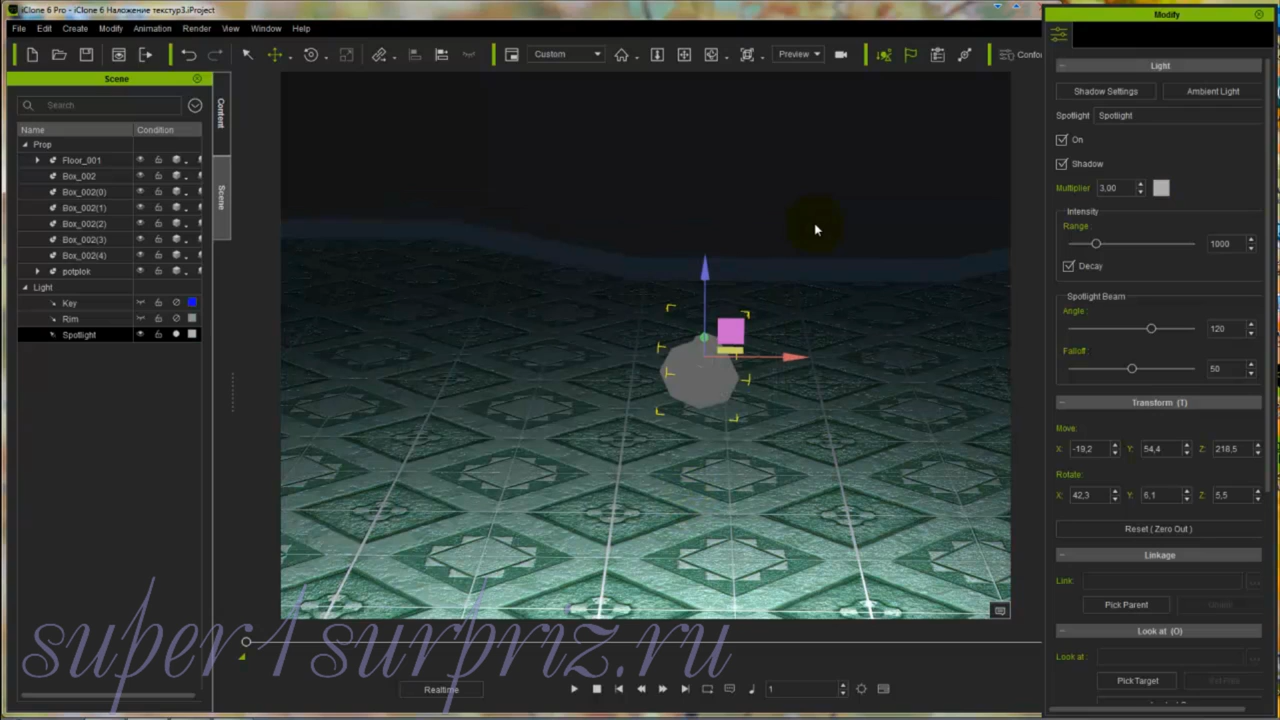 iClone 6 Pro - iClone 6 Наложение текстур3.iProject
File Edit Create Modify Animation Render View Window Help
Custom
Preview
Scene
Search
Name Condition
Prop
Floor_001
Box_002
Box_002(0)
Box_002(1)
Box_002(2)
Box_002(3)
Box_002(4)
potplok
Light
Key
Rim
Spotlight
Content
Scene
Modify
Light
Shadow Settings Ambient Light
Spotlight Spotlight
On
Shadow
Multiplier 3,00
Intensity
Range:
1000
Decay
Spotlight Beam
Angle:
120
Falloff:
50
Transform (T)
Move:
X: -19,2 Y: 54,4 Z: 218,5
Rotate:
X: 42,3 Y: 6,1 Z: 5,5
Reset ( Zero Out )
Linkage
Link:
Pick Parent
Look at (O)
Look at:
Pick Target
Realtime
1
super1surpriz.ru